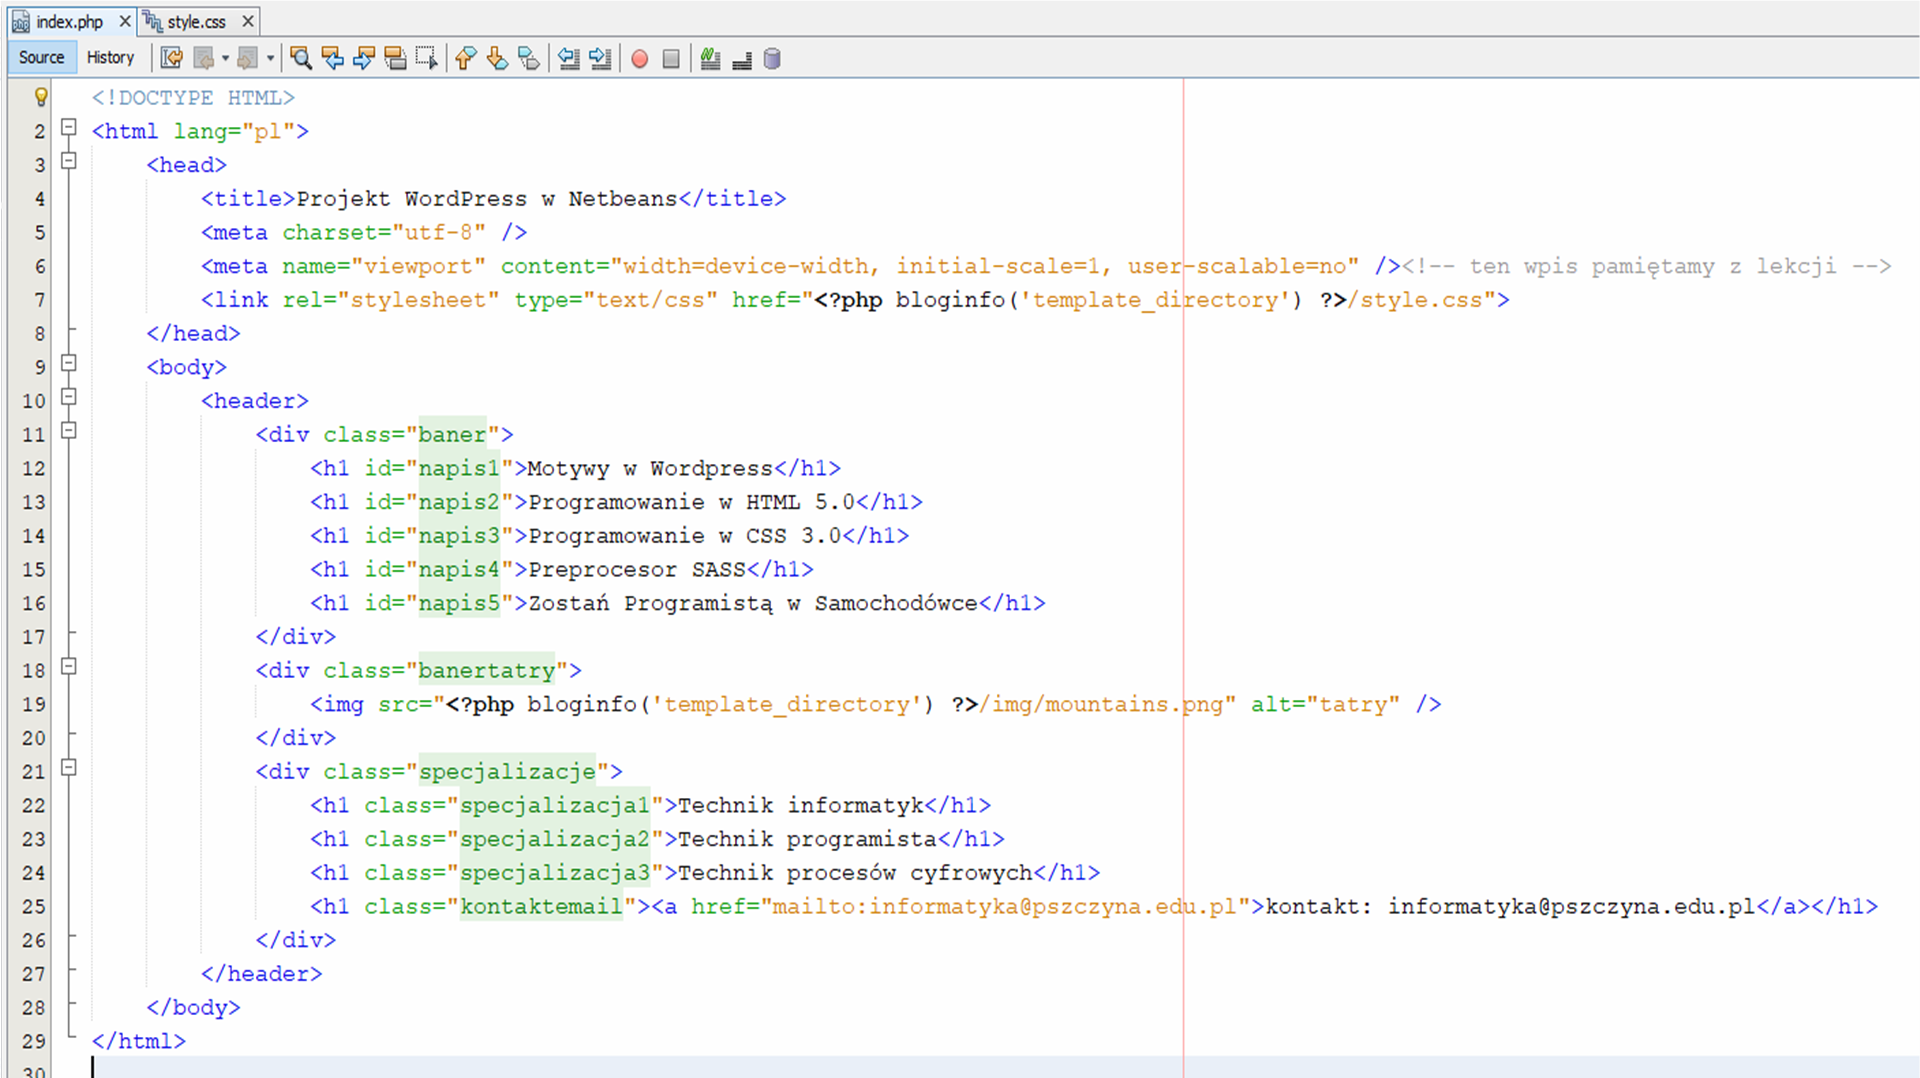 index.php style.css
Source History
<!DOCTYPE HTML>
2 <html lang="pl">
3 <head>
4 <title>Projekt WordPress w Netbeans</title>
5 <meta charset="utf-8" />
6 <meta name="viewport" content="width=device-width, initial-scale=1, user-scalable=no" /><!-- ten wpis pamiętamy z lekcji -->
7 <link rel="stylesheet" type="text/css" href="<?php bloginfo('template_directory') ?>/style.css">
8 </head>
9 <body>
10 <header>
11 <div class="baner">
12 <h1 id="napis1">Motywy w Wordpress</h1>
13 <h1 id="napis2">Programowanie w HTML 5.0</h1>
14 <h1 id="napis3">Programowanie w CSS 3.0</h1>
15 <h1 id="napis4">Preprocesor SASS</h1>
16 <h1 id="napis5">Zostań Programistą w Samochodówce</h1>
17 </div>
18 <div class="banertatry">
19 <img src="<?php bloginfo('template_directory') ?>/img/mountains.png" alt="tatry" />
20 </div>
21 <div class="specjalizacje">
22 <h1 class="specjalizacja1">Technik informatyk</h1>
23 <h1 class="specjalizacja2">Technik programista</h1>
24 <h1 class="specjalizacja3">Technik procesów cyfrowych</h1>
25 <h1 class="kontaktemail"><a href="mailto:informatyka@pszczyna.edu.pl">kontakt: informatyka@pszczyna.edu.pl</a></h1>
26 </div>
27 </header>
28 </body>
29 </html>
30